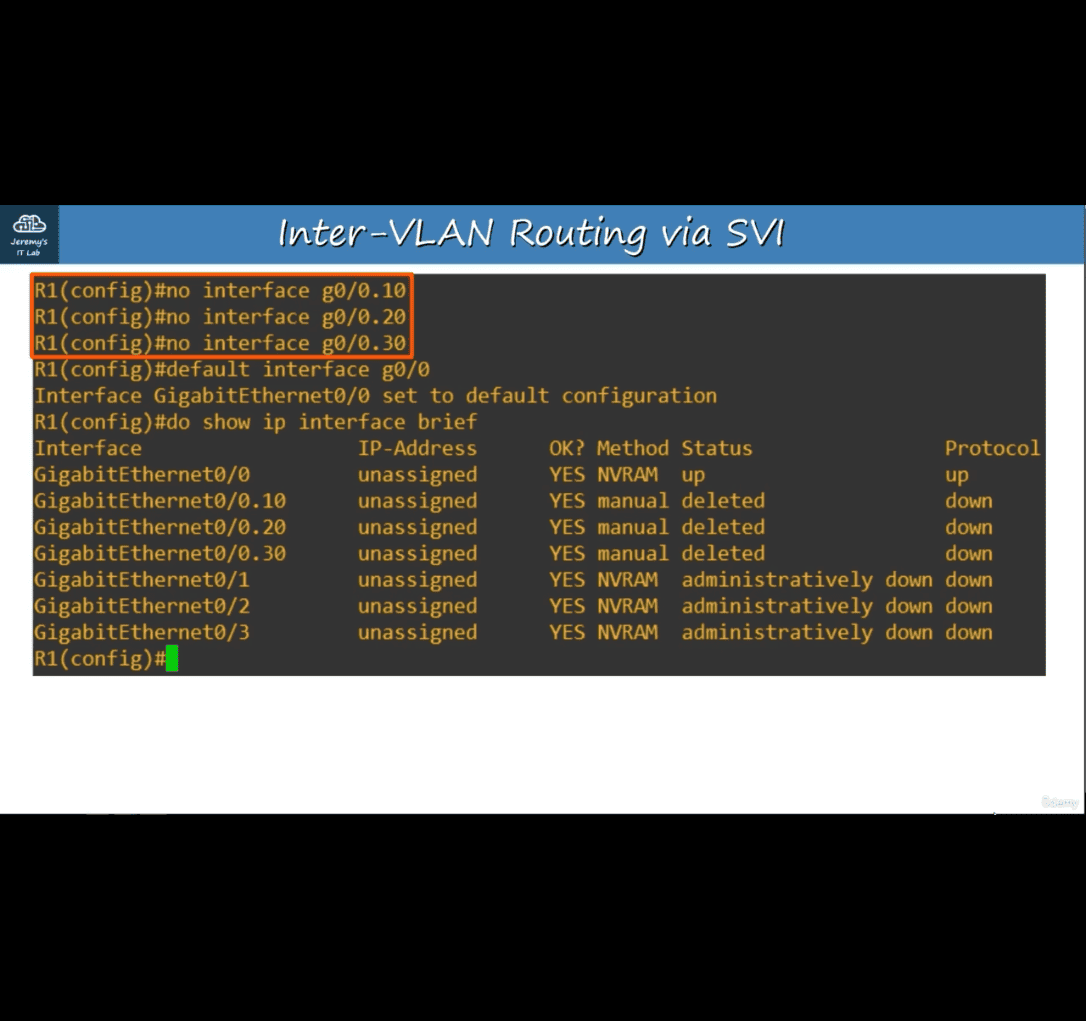 Jeremy's
IT Lab
Inter-VLAN Routing via SVI
R1(config)#no interface g0/0.10
R1(config)#no interface g0/0.20
R1(config)#no interface g0/0.30
R1(config)#default interface g0/0
Interface GigabitEthernet0/0 set to default configuration
R1(config)#do show ip interface brief
Interface IP-Address OK? Method Status Protocol
GigabitEthernet0/0 unassigned YES NVRAM up up
GigabitEthernet0/0.10 unassigned YES manual deleted down
GigabitEthernet0/0.20 unassigned YES manual deleted down
GigabitEthernet0/0.30 unassigned YES manual deleted down
GigabitEthernet0/1 unassigned YES NVRAM administratively down down
GigabitEthernet0/2 unassigned YES NVRAM administratively down down
GigabitEthernet0/3 unassigned YES NVRAM administratively down down
R1(config)#
Udemy